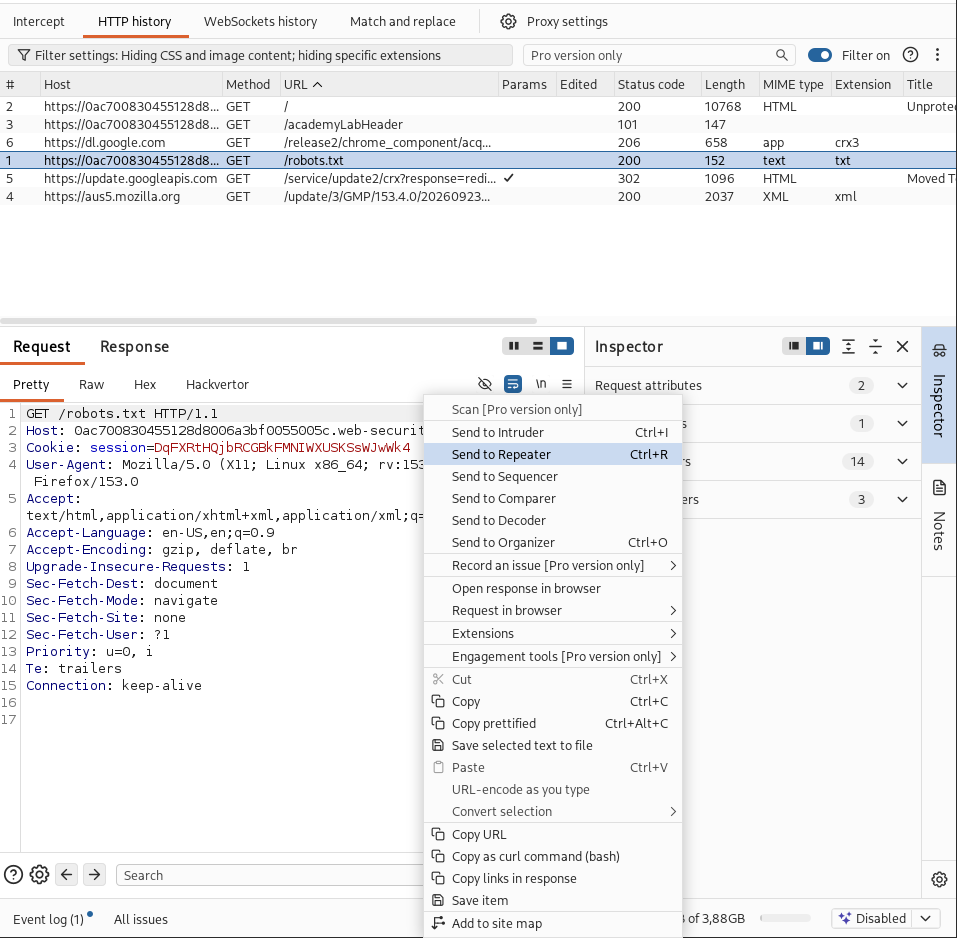 Intercept HTTP history WebSockets history Match and replace Proxy settings
Filter settings: Hiding CSS and image content; hiding specific extensions Pro version only Filter on
# Host Method URL Params Edited Status code Length MIME type Extension Title
2 https://0ac700830455128d8... GET / 200 10768 HTML Unprote
3 https://0ac700830455128d8... GET /academyLabHeader 101 147
6 https://dl.google.com GET /release2/chrome_component/acq... 206 658 app crx3
1 https://0ac700830455128d8... GET /robots.txt 200 152 text txt
5 https://update.googleapis.com GET /service/update2/crx?response=redi... ✓ 302 1096 HTML Moved T
4 https://aus5.mozilla.org GET /update/3/GMP/153.4.0/20260923... 200 2037 XML xml
Request Response
Pretty Raw Hex Hackvertor \n
1 GET /robots.txt HTTP/1.1
2 Host: 0ac700830455128d8006a3bf0055005c.web-securit
3 Cookie: session=DqFXRtHQjbRCGBkFMNIWXUSKSsWJwWk4
4 User-Agent: Mozilla/5.0 (X11; Linux x86_64; rv:153
Firefox/153.0
5 Accept:
text/html,application/xhtml+xml,application/xml;q=
6 Accept-Language: en-US,en;q=0.9
7 Accept-Encoding: gzip, deflate, br
8 Upgrade-Insecure-Requests: 1
9 Sec-Fetch-Dest: document
10 Sec-Fetch-Mode: navigate
11 Sec-Fetch-Site: none
12 Sec-Fetch-User: ?1
13 Priority: u=0, i
14 Te: trailers
15 Connection: keep-alive
16
17
Scan [Pro version only]
Send to Intruder Ctrl+I
Send to Repeater Ctrl+R
Send to Sequencer
Send to Comparer
Send to Decoder
Send to Organizer Ctrl+O
Record an issue [Pro version only]
Open response in browser
Request in browser
Extensions
Engagement tools [Pro version only]
Cut Ctrl+X
Copy Ctrl+C
Copy prettified Ctrl+Alt+C
Save selected text to file
Paste Ctrl+V
URL-encode as you type
Convert selection
Copy URL
Copy as curl command (bash)
Copy links in response
Save item
Add to site map
Inspector
Request attributes 2
s 1
rs 14
ers 3
Inspector
Notes
Search
Event log (1) All issues of 3,88GB Disabled